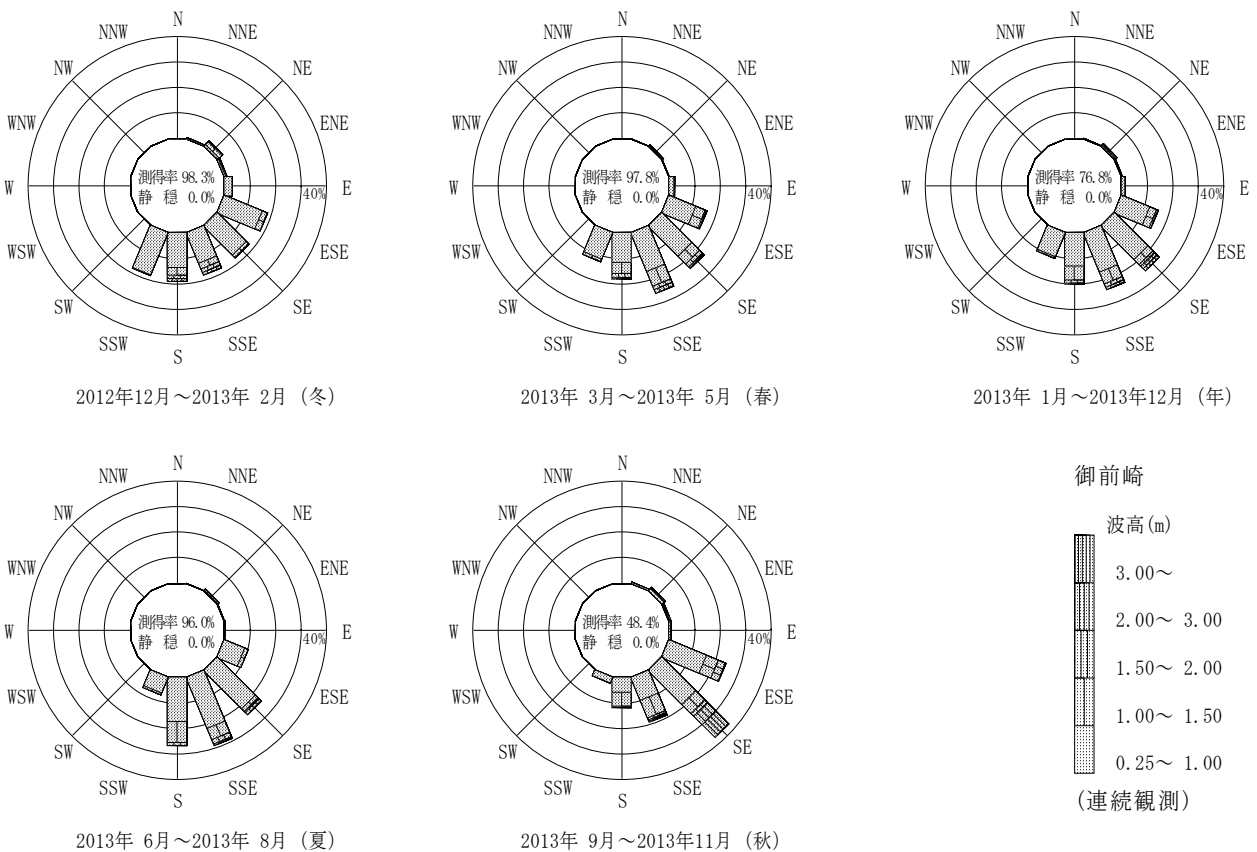 N
NNW NNE
NW NE
WNW ENE
測得率 98.3%
静 穏 0.0%
W 40% E
WSW ESE
SW SE
SSW SSE
S
2012年12月～2013年 2月 (冬)
N
NNW NNE
NW NE
WNW ENE
測得率 97.8%
静 穏 0.0%
W 40% E
WSW ESE
SW SE
SSW SSE
S
2013年 3月～2013年 5月 (春)
N
NNW NNE
NW NE
WNW ENE
測得率 76.8%
静 穏 0.0%
W 40% E
WSW ESE
SW SE
SSW SSE
S
2013年 1月～2013年12月 (年)
N
NNW NNE
NW NE
WNW ENE
測得率 96.0%
静 穏 0.0%
W 40% E
WSW ESE
SW SE
SSW SSE
S
2013年 6月～2013年 8月 (夏)
N
NNW NNE
NW NE
WNW ENE
測得率 48.4%
静 穏 0.0%
W 40% E
WSW ESE
SW SE
SSW SSE
S
2013年 9月～2013年11月 (秋)
御前崎
波高(m)
3.00～
2.00～ 3.00
1.50～ 2.00
1.00～ 1.50
0.25～ 1.00
(連続観測)